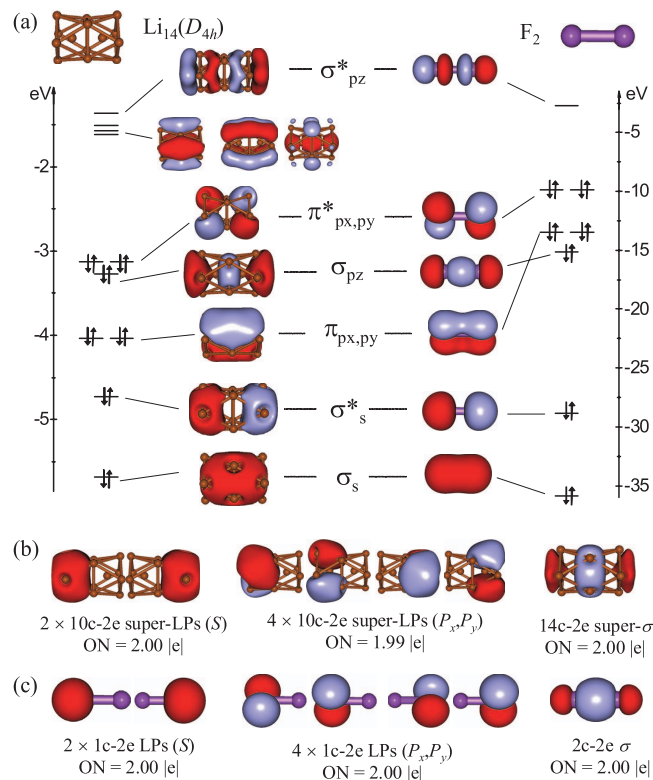 (a) Li14(D4h) F2
eV eV
σ*pz
-5
-2
-10
π*px,py
-3
-15
σpz
-20
-4
πpx,py
-25
-5
σ*s
-30
σs
-35
(b)
2 × 10c-2e super-LPs (S)
ON = 2.00 |e|
4 × 10c-2e super-LPs (Px,Py)
ON = 1.99 |e|
14c-2e super-σ
ON = 2.00 |e|
(c)
2 × 1c-2e LPs (S)
ON = 2.00 |e|
4 × 1c-2e LPs (Px,Py)
ON = 2.00 |e|
2c-2e σ
ON = 2.00 |e|